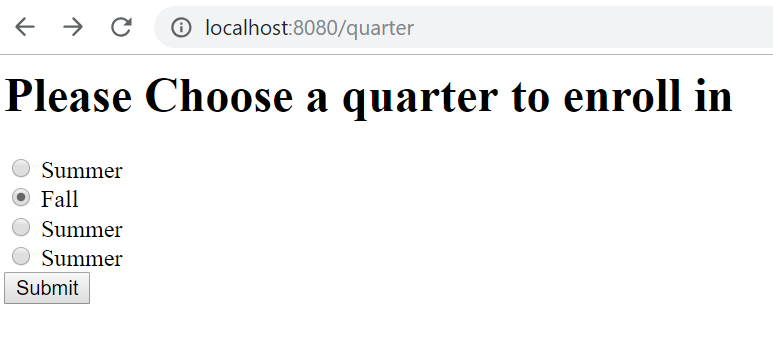 localhost:8080/quarter
Please Choose a quarter to enroll in
Summer
Fall
Summer
Summer
Submit